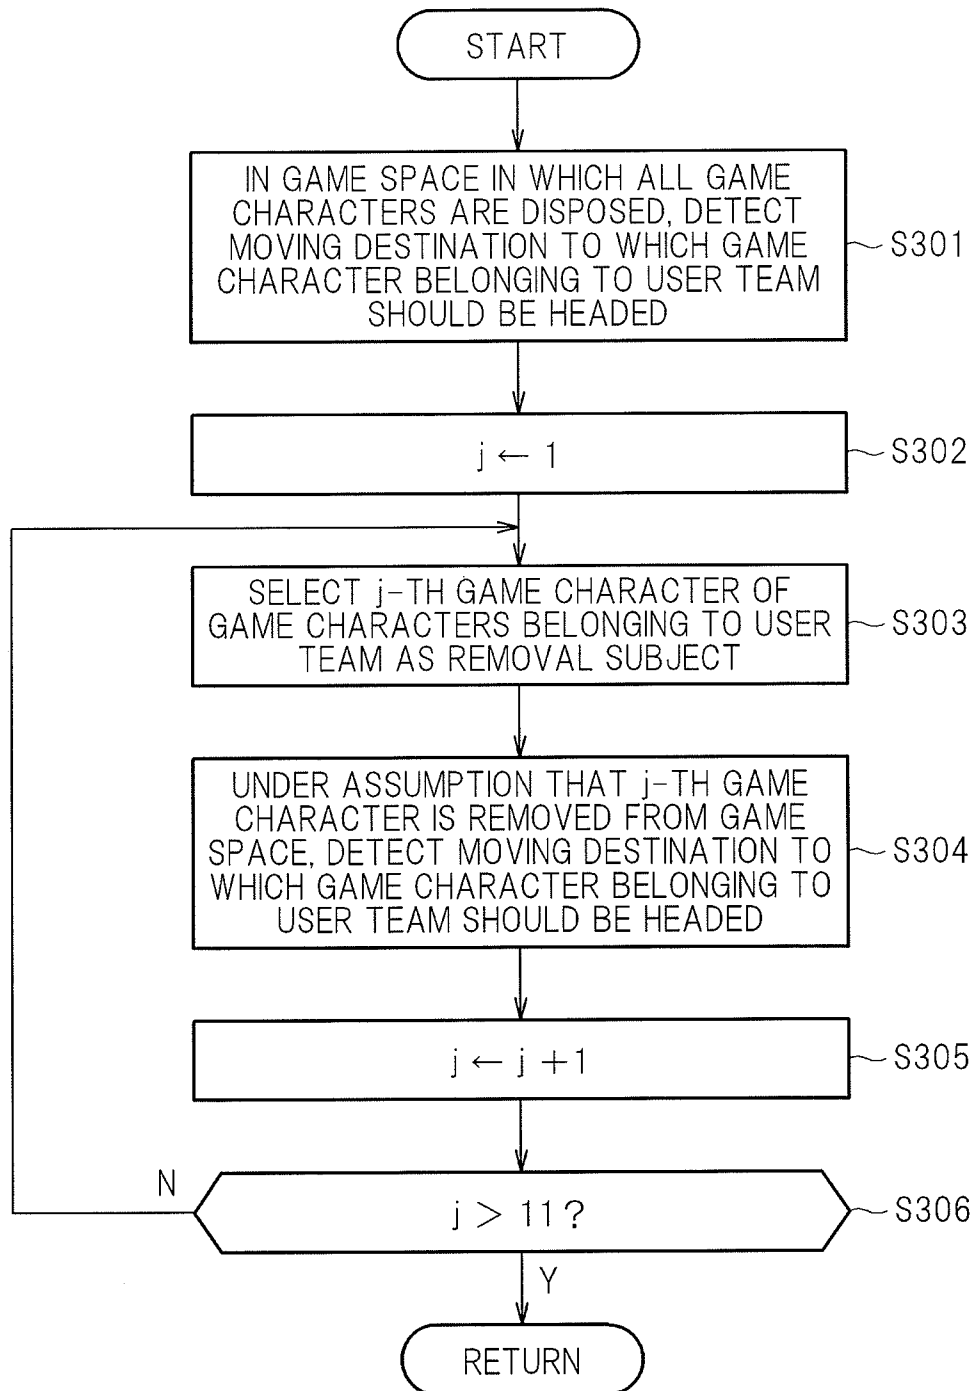 START
IN GAME SPACE IN WHICH ALL GAME
CHARACTERS ARE DISPOSED, DETECT
MOVING DESTINATION TO WHICH GAME
CHARACTER BELONGING TO USER TEAM
SHOULD BE HEADED
S301
j ← 1
S302
SELECT j-TH GAME CHARACTER OF
GAME CHARACTERS BELONGING TO USER
TEAM AS REMOVAL SUBJECT
S303
UNDER ASSUMPTION THAT j-TH GAME
CHARACTER IS REMOVED FROM GAME
SPACE, DETECT MOVING DESTINATION TO
WHICH GAME CHARACTER BELONGING TO
USER TEAM SHOULD BE HEADED
S304
j ← j +1
S305
N
j > 11?
S306
Y
RETURN